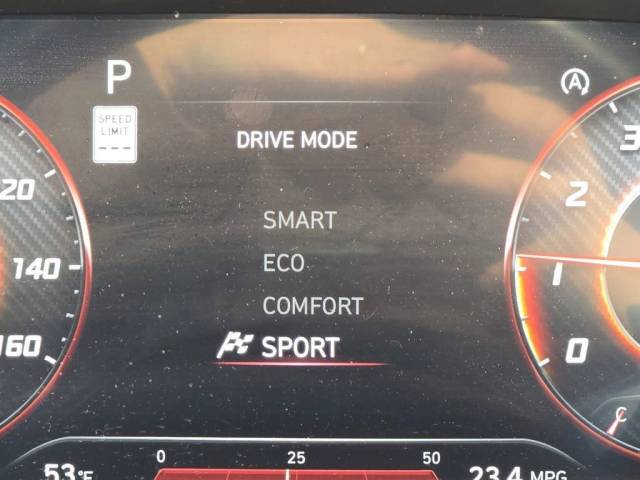 P
SPEED
LIMIT
---
A
DRIVE MODE
SMART
ECO
COMFORT
SPORT
120
140
160
3
2
1
0
C
53°F
0 25 50
23.4 MPG